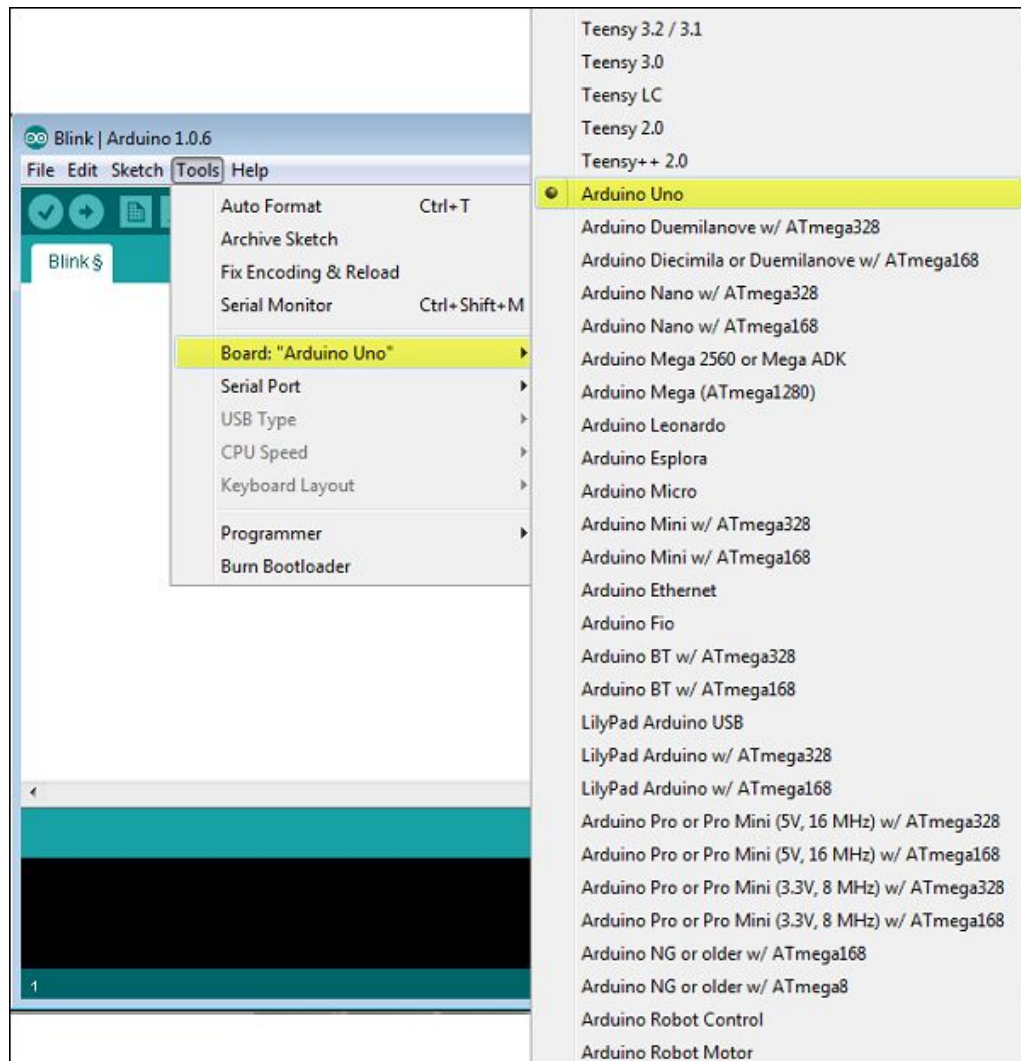 Blink | Arduino 1.0.6
File Edit Sketch Tools Help
Blink §
Auto Format Ctrl+T
Archive Sketch
Fix Encoding & Reload
Serial Monitor Ctrl+Shift+M
Board: "Arduino Uno"
Serial Port
USB Type
CPU Speed
Keyboard Layout
Programmer
Burn Bootloader
1
Teensy 3.2 / 3.1
Teensy 3.0
Teensy LC
Teensy 2.0
Teensy++ 2.0
Arduino Uno
Arduino Duemilanove w/ ATmega328
Arduino Diecimila or Duemilanove w/ ATmega168
Arduino Nano w/ ATmega328
Arduino Nano w/ ATmega168
Arduino Mega 2560 or Mega ADK
Arduino Mega (ATmega1280)
Arduino Leonardo
Arduino Esplora
Arduino Micro
Arduino Mini w/ ATmega328
Arduino Mini w/ ATmega168
Arduino Ethernet
Arduino Fio
Arduino BT w/ ATmega328
Arduino BT w/ ATmega168
LilyPad Arduino USB
LilyPad Arduino w/ ATmega328
LilyPad Arduino w/ ATmega168
Arduino Pro or Pro Mini (5V, 16 MHz) w/ ATmega328
Arduino Pro or Pro Mini (5V, 16 MHz) w/ ATmega168
Arduino Pro or Pro Mini (3.3V, 8 MHz) w/ ATmega328
Arduino Pro or Pro Mini (3.3V, 8 MHz) w/ ATmega168
Arduino NG or older w/ ATmega168
Arduino NG or older w/ ATmega8
Arduino Robot Control
Arduino Robot Motor